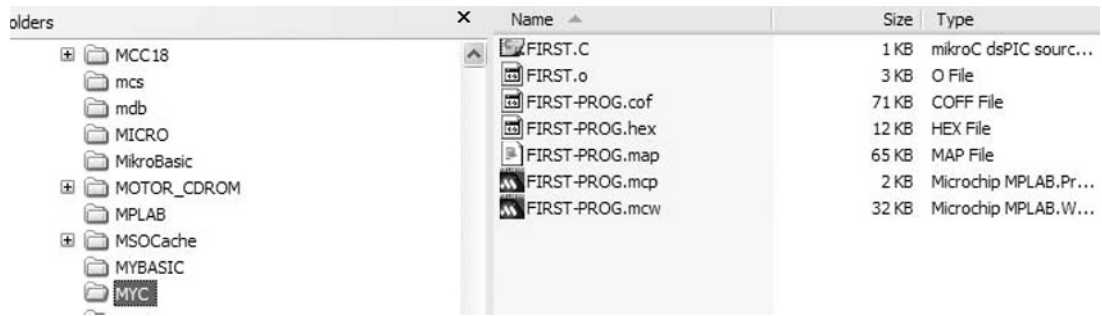 olders × Name Size Type
MCC18 FIRST.C 1 KB mikroC dsPIC sourc...
mcs FIRST.o 3 KB O File
mdb FIRST-PROG.cof 71 KB COFF File
MICRO FIRST-PROG.hex 12 KB HEX File
MikroBasic FIRST-PROG.map 65 KB MAP File
MOTOR_CDROM FIRST-PROG.mcp 2 KB Microchip MPLAB.Pr...
MPLAB FIRST-PROG.mcw 32 KB Microchip MPLAB.W...
MSOCache
MYBASIC
MYC